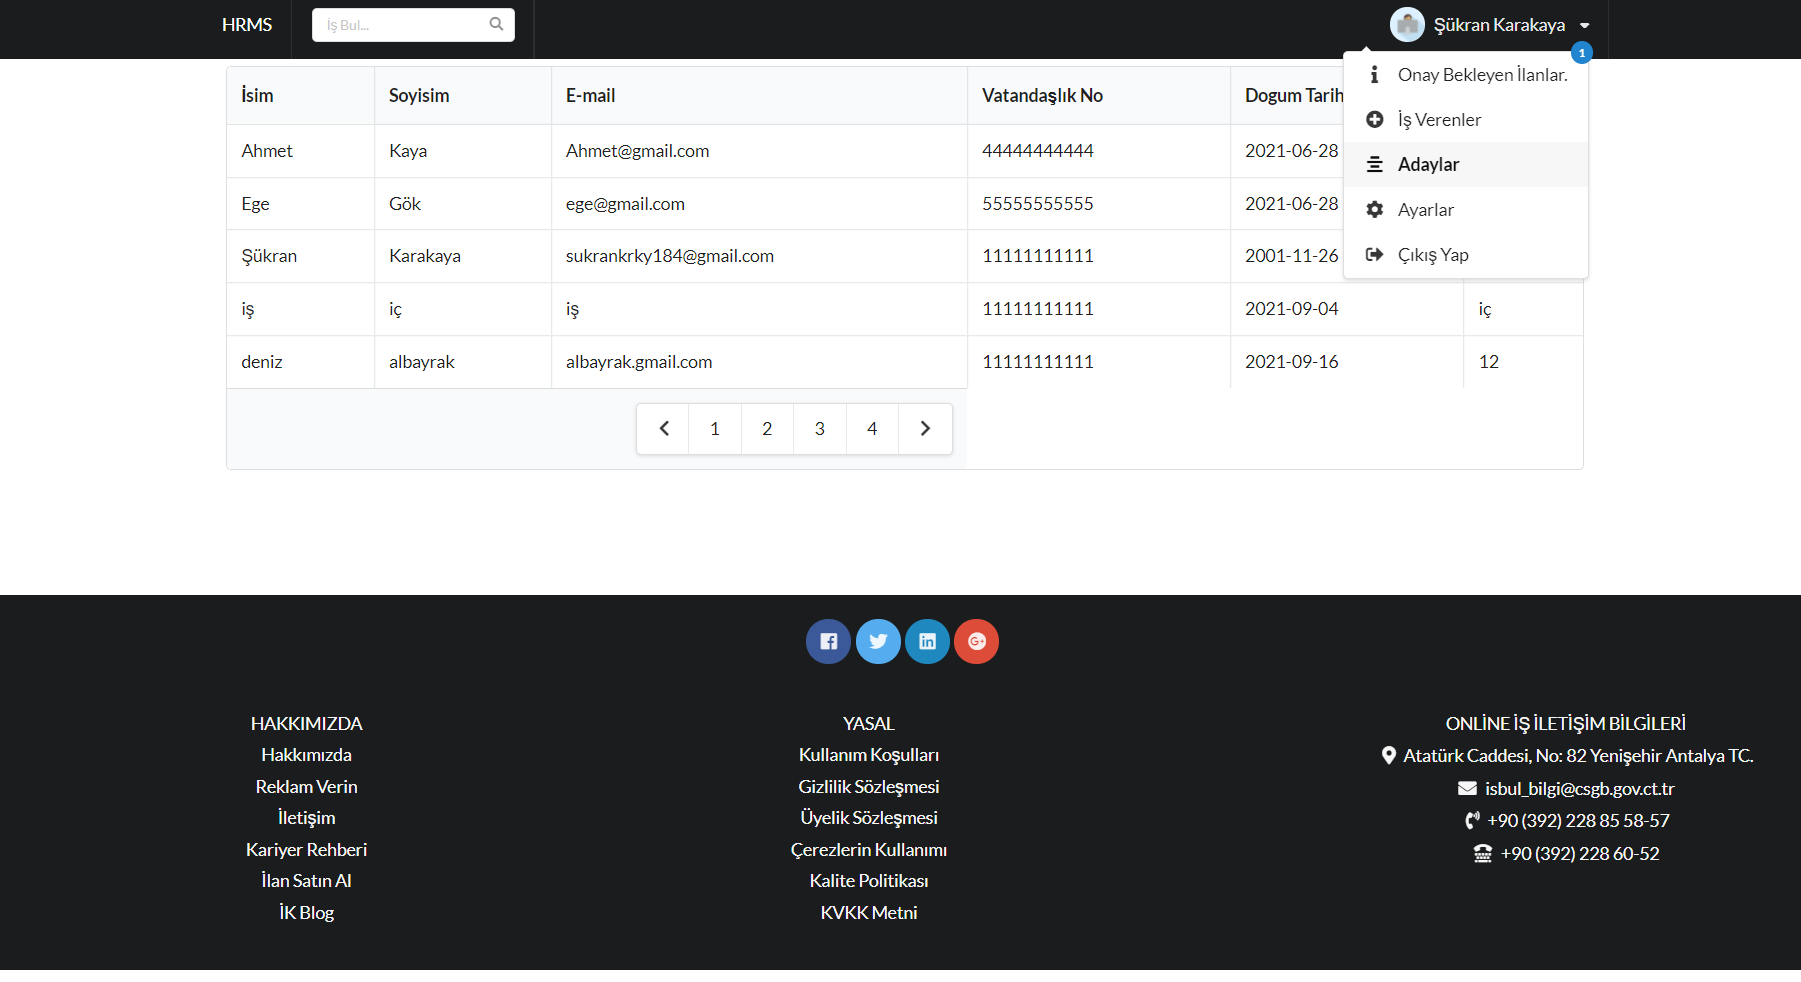 HRMS
İş Bul...
Şükran Karakaya
1
Onay Bekleyen İlanlar.
İş Verenler
Adaylar
Ayarlar
Çıkış Yap
İsim Soyisim E-mail Vatandaşlık No Dogum Tarih
Ahmet Kaya Ahmet@gmail.com 44444444444 2021-06-28
Ege Gök ege@gmail.com 55555555555 2021-06-28
Şükran Karakaya sukrankrky184@gmail.com 11111111111 2001-11-26
iş iç iş 11111111111 2021-09-04 iç
deniz albayrak albayrak.gmail.com 11111111111 2021-09-16 12
1 2 3 4
HAKKIMIZDA
Hakkımızda
Reklam Verin
İletişim
Kariyer Rehberi
İlan Satın Al
İK Blog
YASAL
Kullanım Koşulları
Gizlilik Sözleşmesi
Üyelik Sözleşmesi
Çerezlerin Kullanımı
Kalite Politikası
KVKK Metni
ONLİNE İŞ İLETİŞİM BİLGİLERİ
Atatürk Caddesi, No: 82 Yenişehir Antalya TC.
isbul_bilgi@csgb.gov.ct.tr
+90 (392) 228 85 58-57
+90 (392) 228 60-52